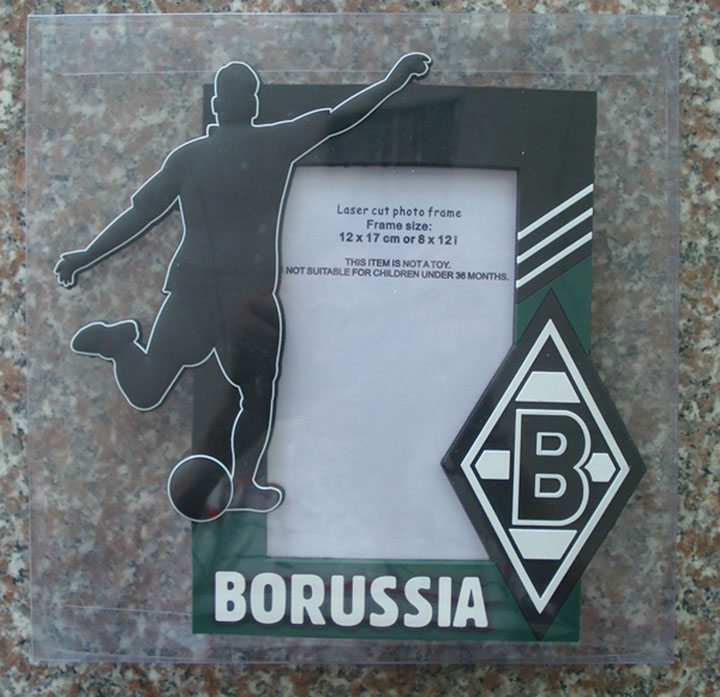 Laser cut photo frame
Frame size:
12 x 17 cm or 8 x 12 i
THIS ITEM IS NOT A TOY.
NOT SUITABLE FOR CHILDREN UNDER 36 MONTHS.
B
BORUSSIA